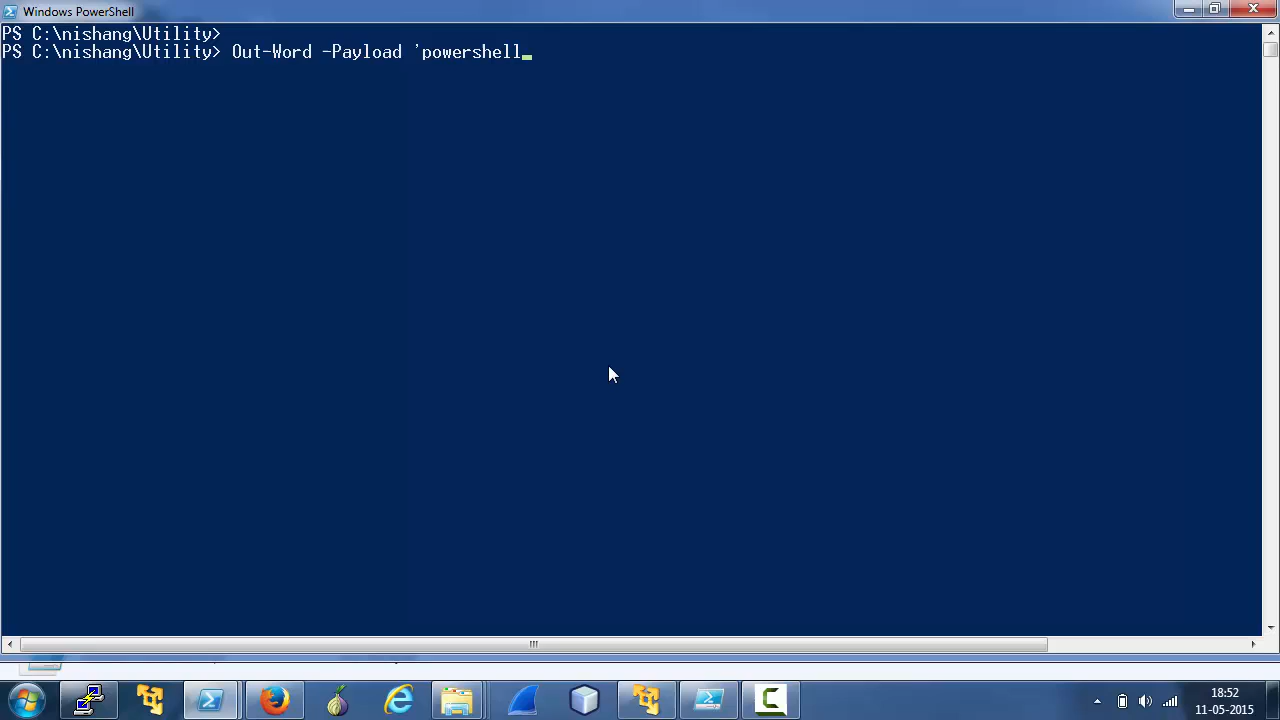 Windows PowerShell
PS C:\nishang\Utility>
PS C:\nishang\Utility> Out-Word -Payload 'powershell
18:52
11-05-2015